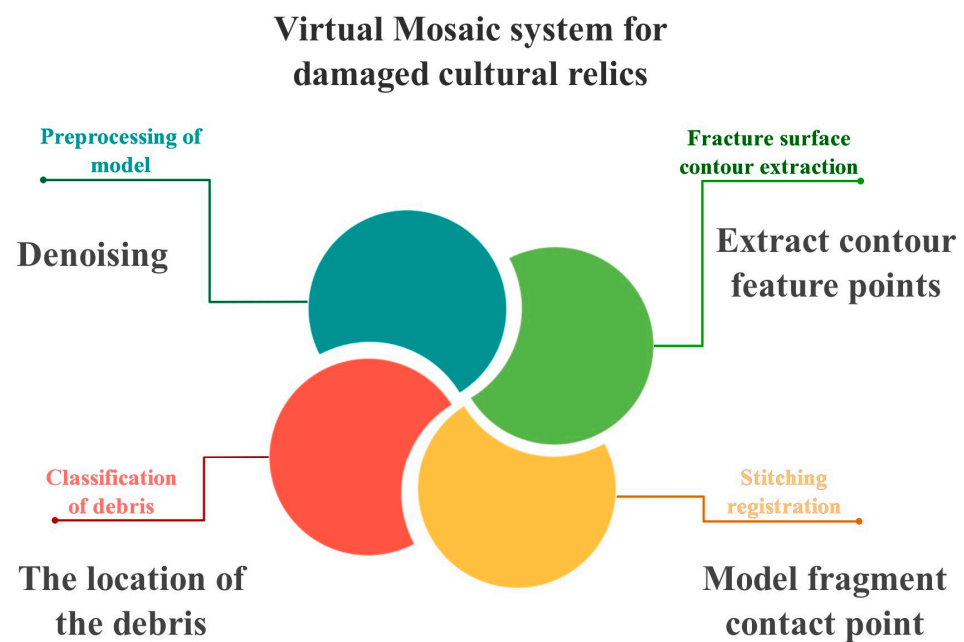 Virtual Mosaic system for
damaged cultural relics
Preprocessing of
model
Denoising
Fracture surface
contour extraction
Extract contour
feature points
Classification
of debris
The location of
the debris
Stitching
registration
Model fragment
contact point